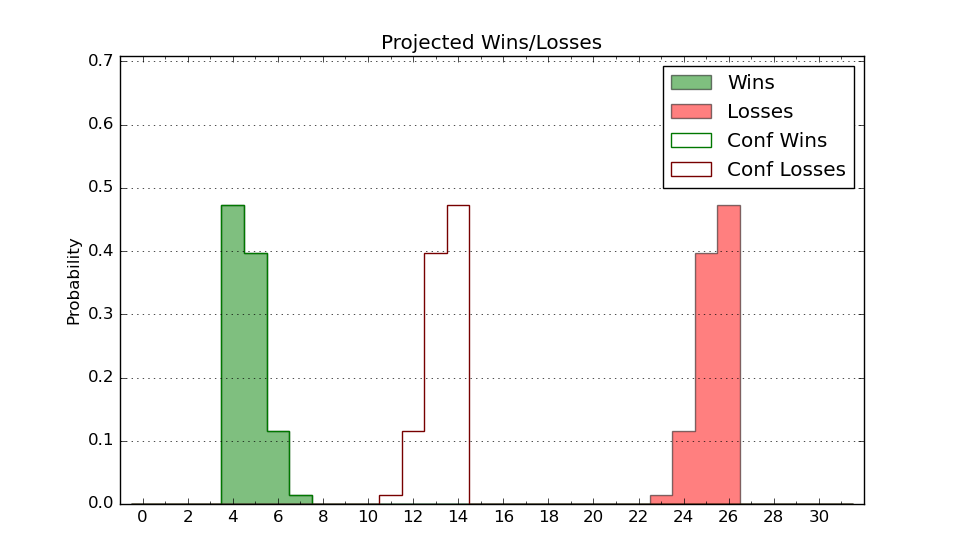 Projected Wins/Losses
0.7
0.6
0.5
0.4
0.3
0.2
0.1
0.0
Probability
Wins
Losses
Conf Wins
Conf Losses
0 2 4 6 8 10 12 14 16 18 20 22 24 26 28 30